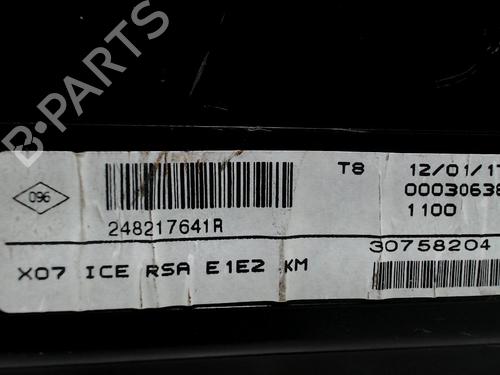 096
248217641R
T8
12/01/17
00030638
1100
30758204
X07 ICE RSA E1E2 KM
B-PARTS